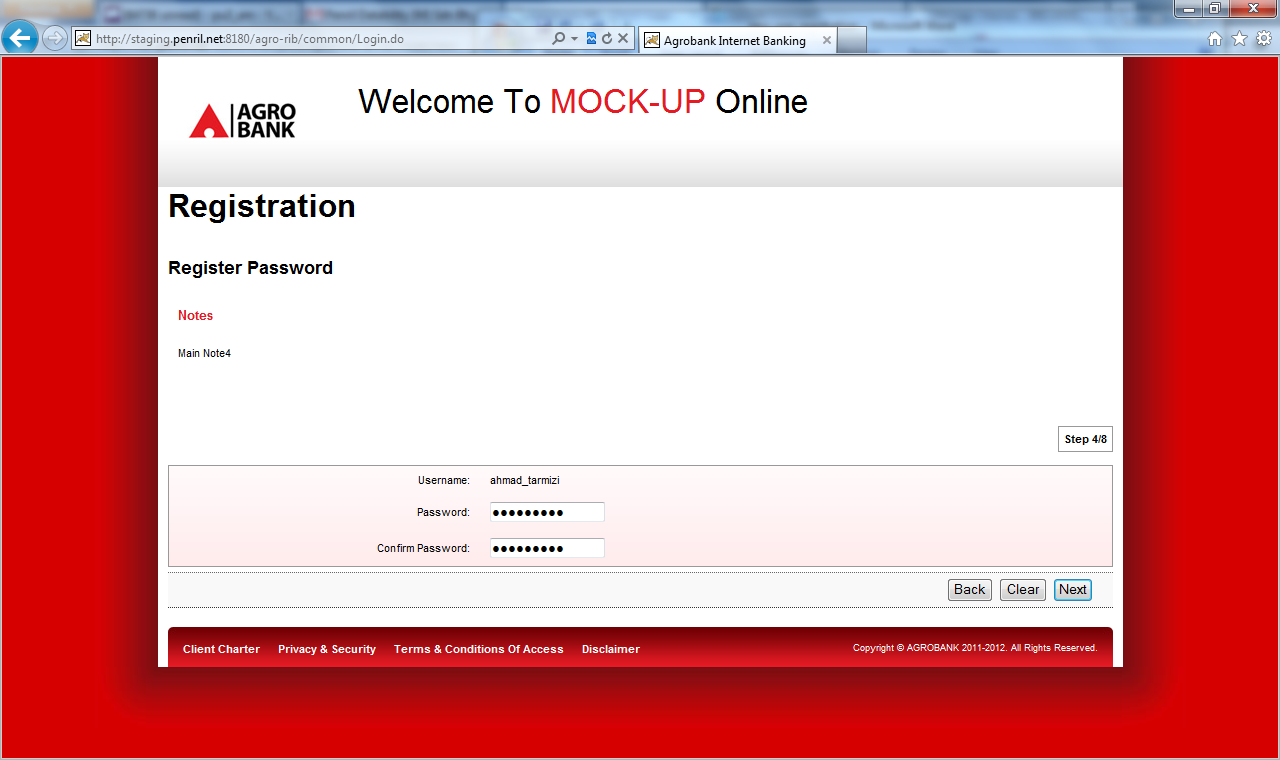 http://staging.penril.net:8180/agro-rib/common/Login.do
Agrobank Internet Banking
AGRO
BANK
Welcome To MOCK-UP Online
Registration
Register Password
Notes
Main Note4
Step 4/8
Username: ahmad_tarmizi
Password: ●●●●●●●●●
Confirm Password: ●●●●●●●●●
Back Clear Next
Client Charter Privacy & Security Terms & Conditions Of Access Disclaimer Copyright © AGROBANK 2011-2012. All Rights Reserved.